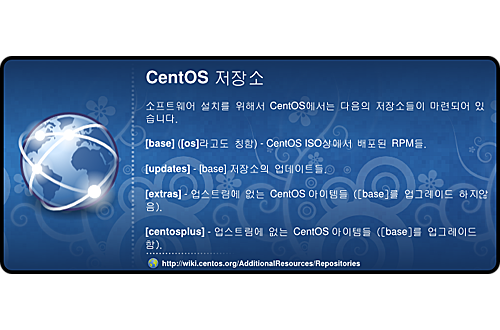 CentOS 저장소
소프트웨어 설치를 위해서 CentOS에서는 다음의 저장소들이 마련되어 있
습니다.
[base] ([os]라고도 칭함) - CentOS ISO상에서 배포된 RPM들.
[updates] - [base] 저장소의 업데이트들.
[extras] - 업스트림에 없는 CentOS 아이템들 ([base]를 업그레이드 하지않
음).
[centosplus] - 업스트림에 없는 CentOS 아이템들 ([base]를 업그레이드
함).
http://wiki.centos.org/AdditionalResources/Repositories